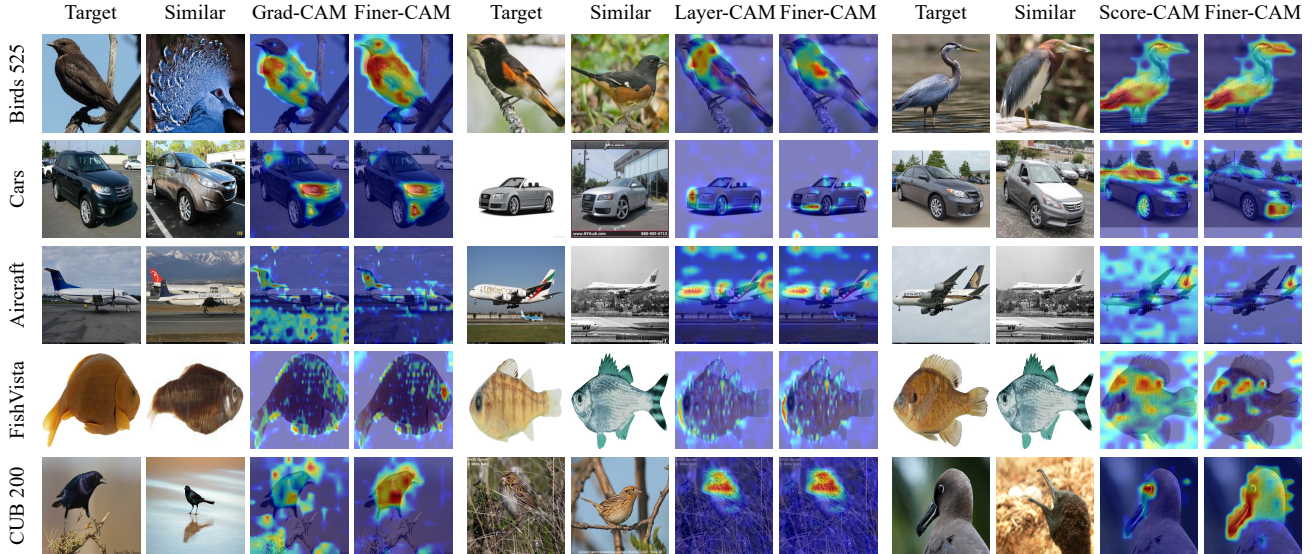 Target Similar Grad-CAM Finer-CAM Target Similar Layer-CAM Finer-CAM Target Similar Score-CAM Finer-CAM
Birds 525
Cars
Aircraft
FishVista
CUB 200